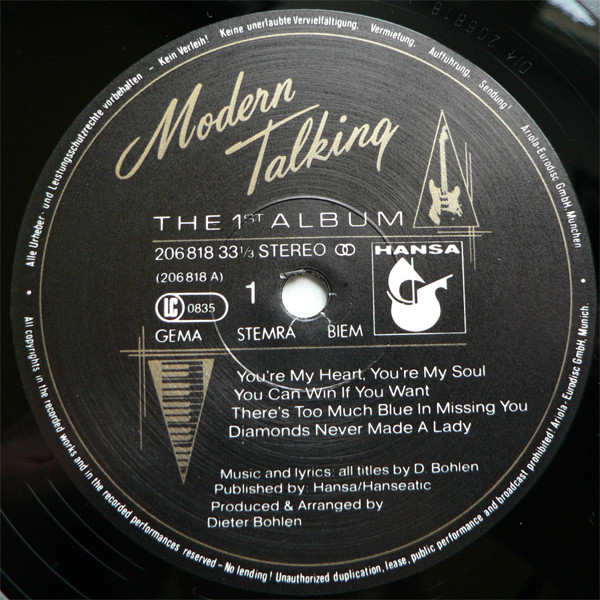 Alle Urheber- und Leistungsschutzrechte vorbehalten – Kein Verleih! Keine unerlaubte Vervielfältigung, Vermietung, Aufführung, Sendung! Ariola-Eurodisc GmbH, München
Modern
Talking
THE 1ST ALBUM
206 818 33 1/3 STEREO
(206 818 A)
HANSA
LC 0835
1
GEMA STEMRA BIEM
You're My Heart, You're My Soul
You Can Win If You Want
There's Too Much Blue In Missing You
Diamonds Never Made A Lady
Music and lyrics: all titles by D. Bohlen
Published by: Hansa/Hanseatic
Produced & Arranged by
Dieter Bohlen
All copyrights in the recorded works and in the recorded performances reserved – No lending! Unauthorized duplication, lease, public performance and broadcast prohibited! Ariola-Eurodisc GmbH, Munich.